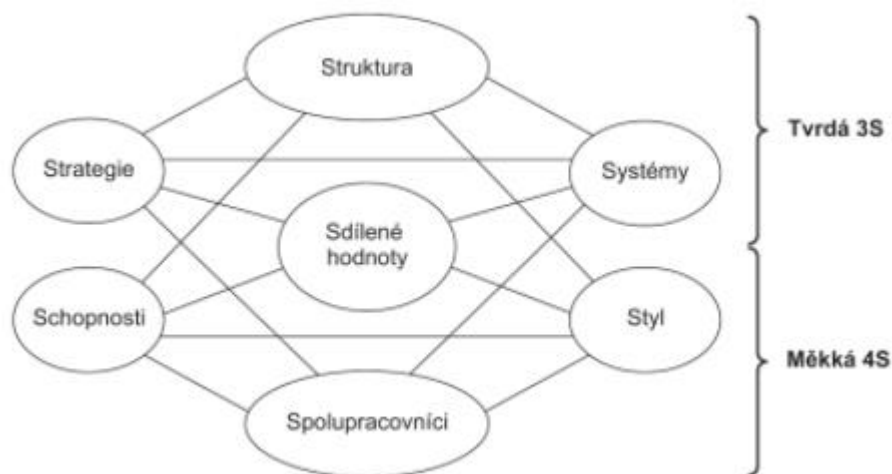 Struktura
Tvrdá 3S
Strategie
Systémy
Sdílené
hodnoty
Schopnosti
Styl
Měkká 4S
Spolupracovníci